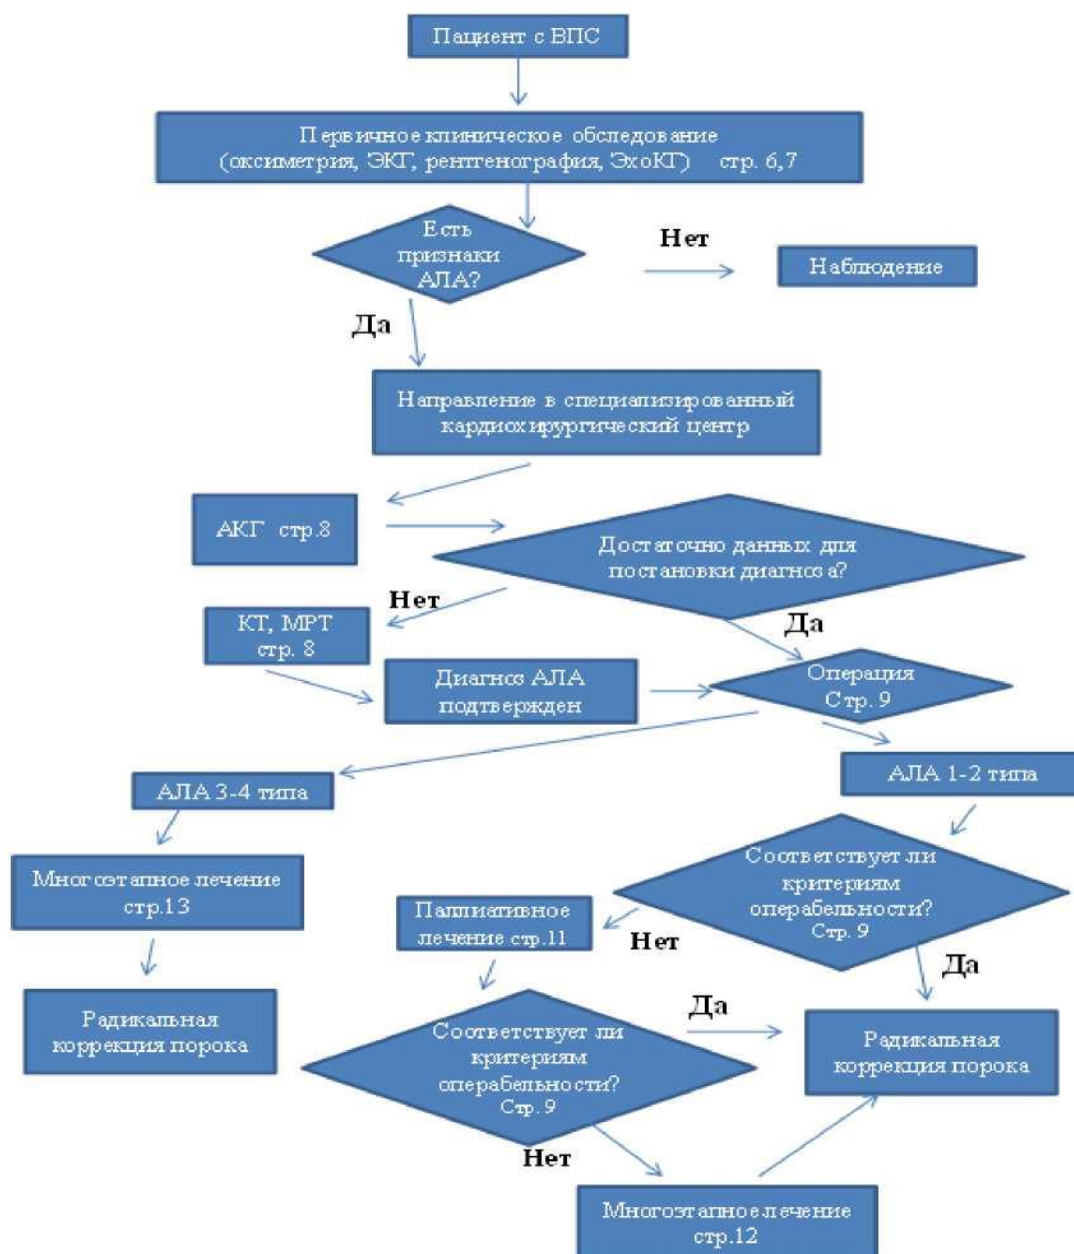 Пациент с ВПС
Первичное клиническое обследование
(оксиметрия, ЭКГ, рентгенография, ЭхоКГ) стр. 6,7
Есть
признаки
АЛА?
Нет
Наблюдение
Да
Направление в специализированный
кардиохирургический центр
АКГ стр.8
Достаточно данных для
постановки диагноза?
Нет
Да
КТ, МРТ
стр. 8
Диагноз АЛА
подтвержден
Операция
Стр. 9
АЛА 3-4 типа
АЛА 1-2 типа
Многоэтапное лечение
стр.13
Соответствует ли
критериям
операбельности?
Стр. 9
Паллиативное
лечение стр.11
Нет
Да
Радикальная
коррекция порока
Соответствует ли
критериям
операбельности?
Стр. 9
Да
Радикальная
коррекция порока
Нет
Многоэтапное лечение
стр.12